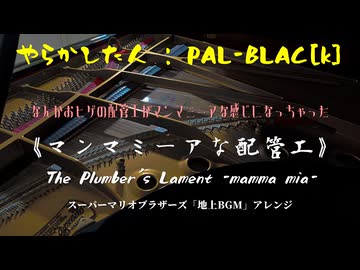 やらかした人 : PAL-BLAC[k]
なんかおヒゲの配管工がマンマミーアな感じになっちゃった
《マンマミーアな配管工》
The Plumber's Lament -mamma mia-
スーパーマリオブラザーズ「地上BGM」アレンジ